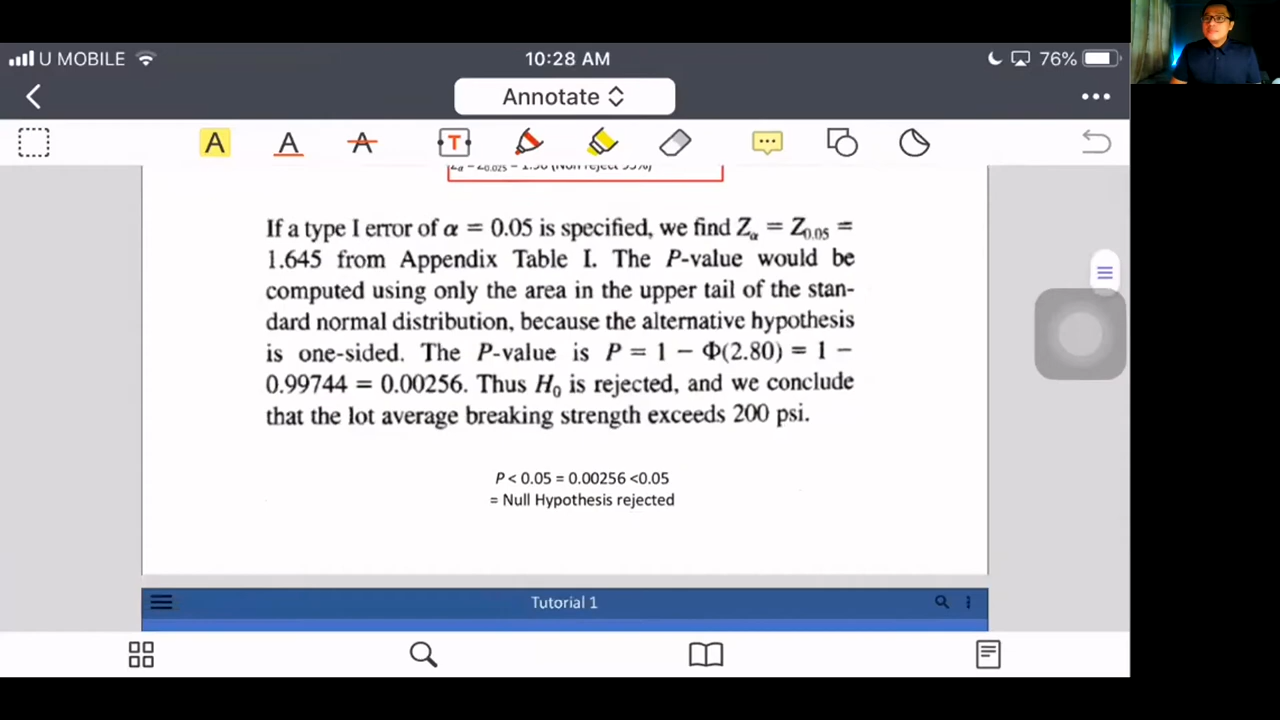 U MOBILE 10:28 AM 76%
Annotate
A A A T
If a type I error of α = 0.05 is specified, we find Zα = Z0.05 =
1.645 from Appendix Table I. The P-value would be
computed using only the area in the upper tail of the stan-
dard normal distribution, because the alternative hypothesis
is one-sided. The P-value is P = 1 − Φ(2.80) = 1 −
0.99744 = 0.00256. Thus H0 is rejected, and we conclude
that the lot average breaking strength exceeds 200 psi.
P < 0.05 = 0.00256 <0.05
= Null Hypothesis rejected
Tutorial 1